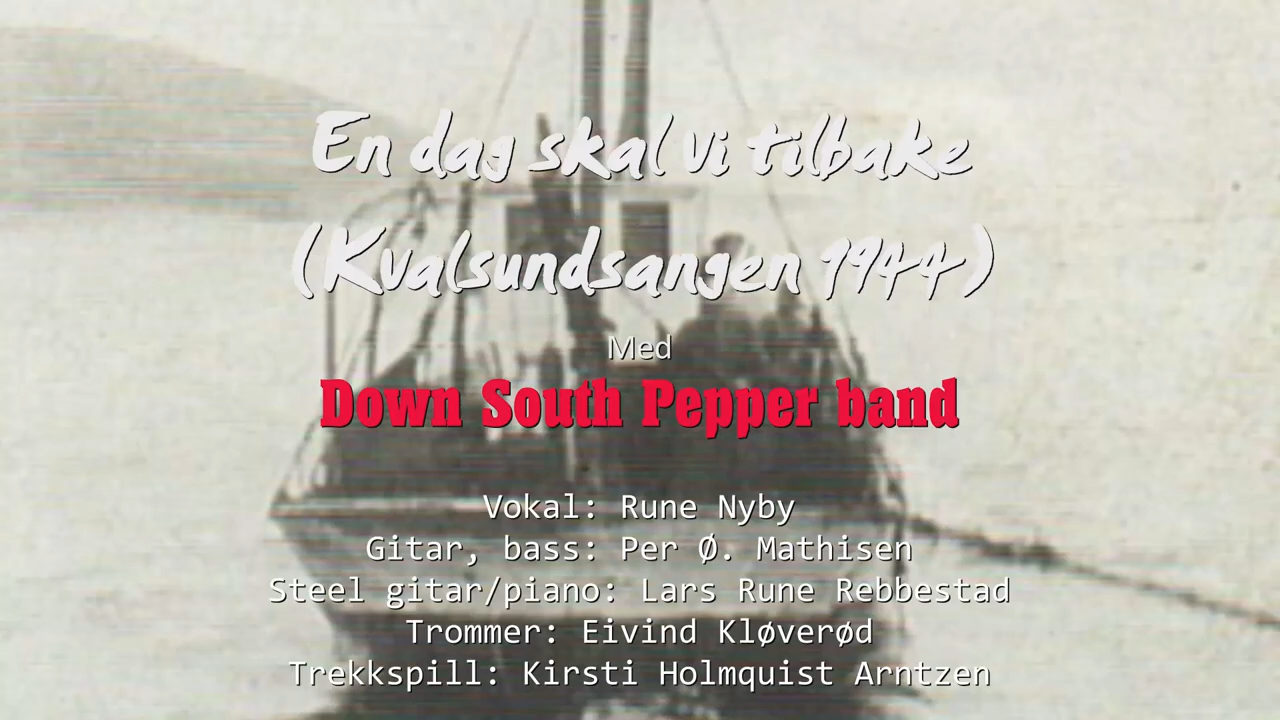 En dag skal vi tilbake
(Kvalsundsangen 1944)
Med
Down South Pepper band
Vokal: Rune Nyby
Gitar, bass: Per Ø. Mathisen
Steel gitar/piano: Lars Rune Rebbestad
Trommer: Eivind Kløverød
Trekkspill: Kirsti Holmquist Arntzen